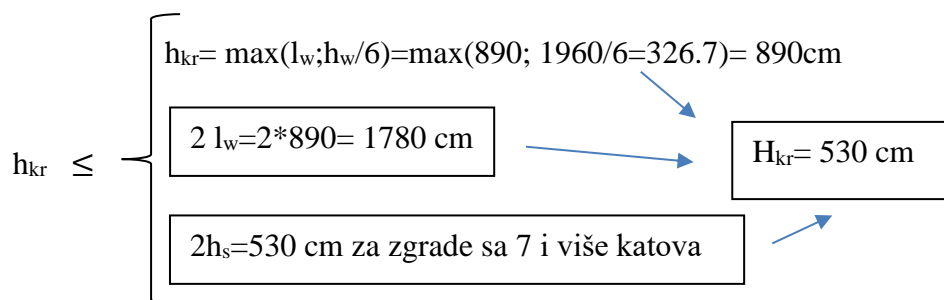 hkr= max(lw;hw/6)=max(890; 1960/6=326.7)= 890cm
2 lw=2*890= 1780 cm
hkr ≤
Hkr= 530 cm
2hs=530 cm za zgrade sa 7 i više katova